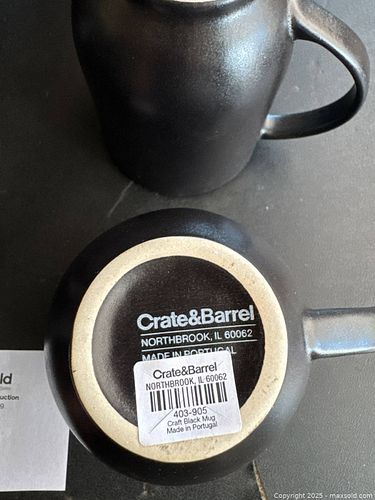 Crate&Barrel
NORTHBROOK, IL 60062
MADE IN PORTUGAL
Crate&Barrel
NORTHBROOK, IL 60062
403-905
Craft Black Mug
Made in Portugal
ld
uction
9
Copyright 2025 - maxsold.com